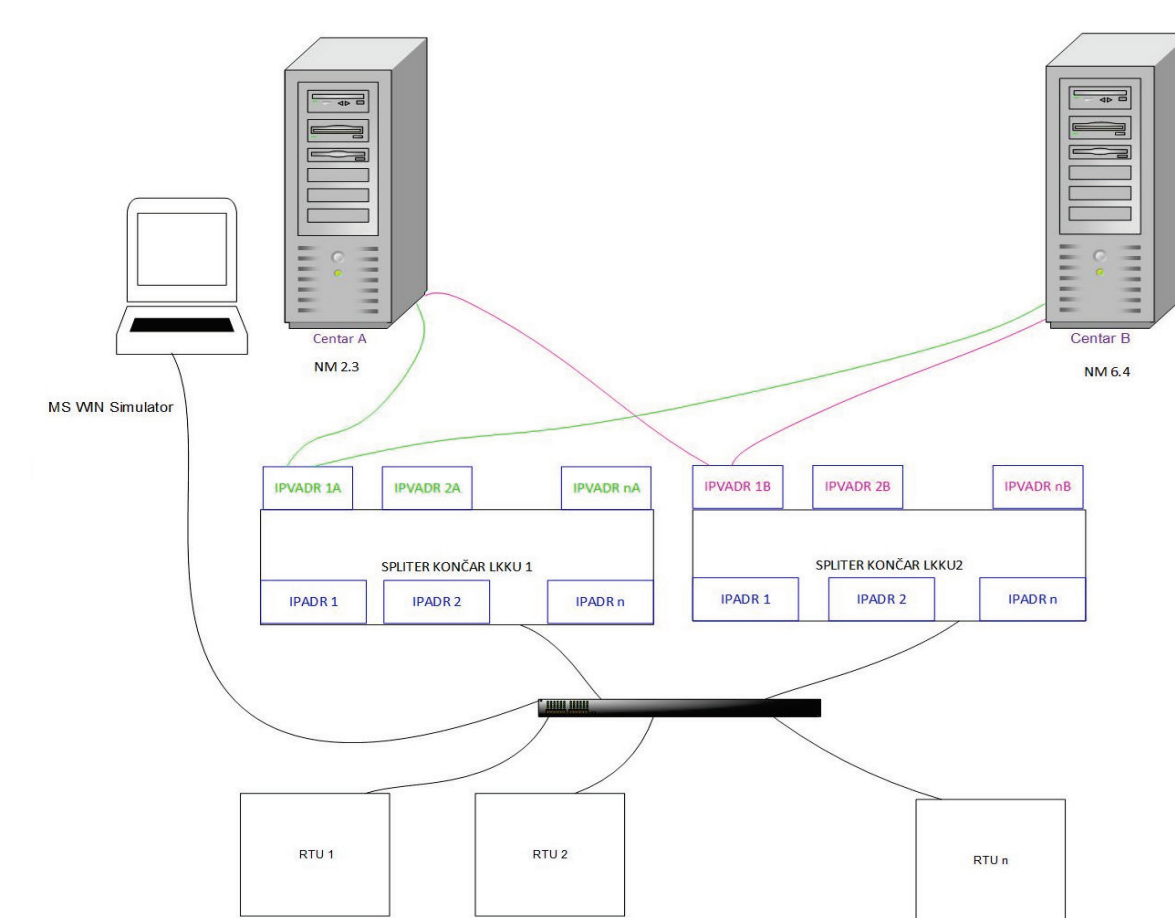 Centar A
NM 2.3
Centar B
NM 6.4
MS WIN Simulator
IPVADR 1A
IPVADR 2A
IPVADR nA
IPVADR 1B
IPVADR 2B
IPVADR nB
SPLITER KONČAR LKKU 1
SPLITER KONČAR LKKU2
IPADR 1
IPADR 2
IPADR n
IPADR 1
IPADR 2
IPADR n
RTU 1
RTU 2
RTU n